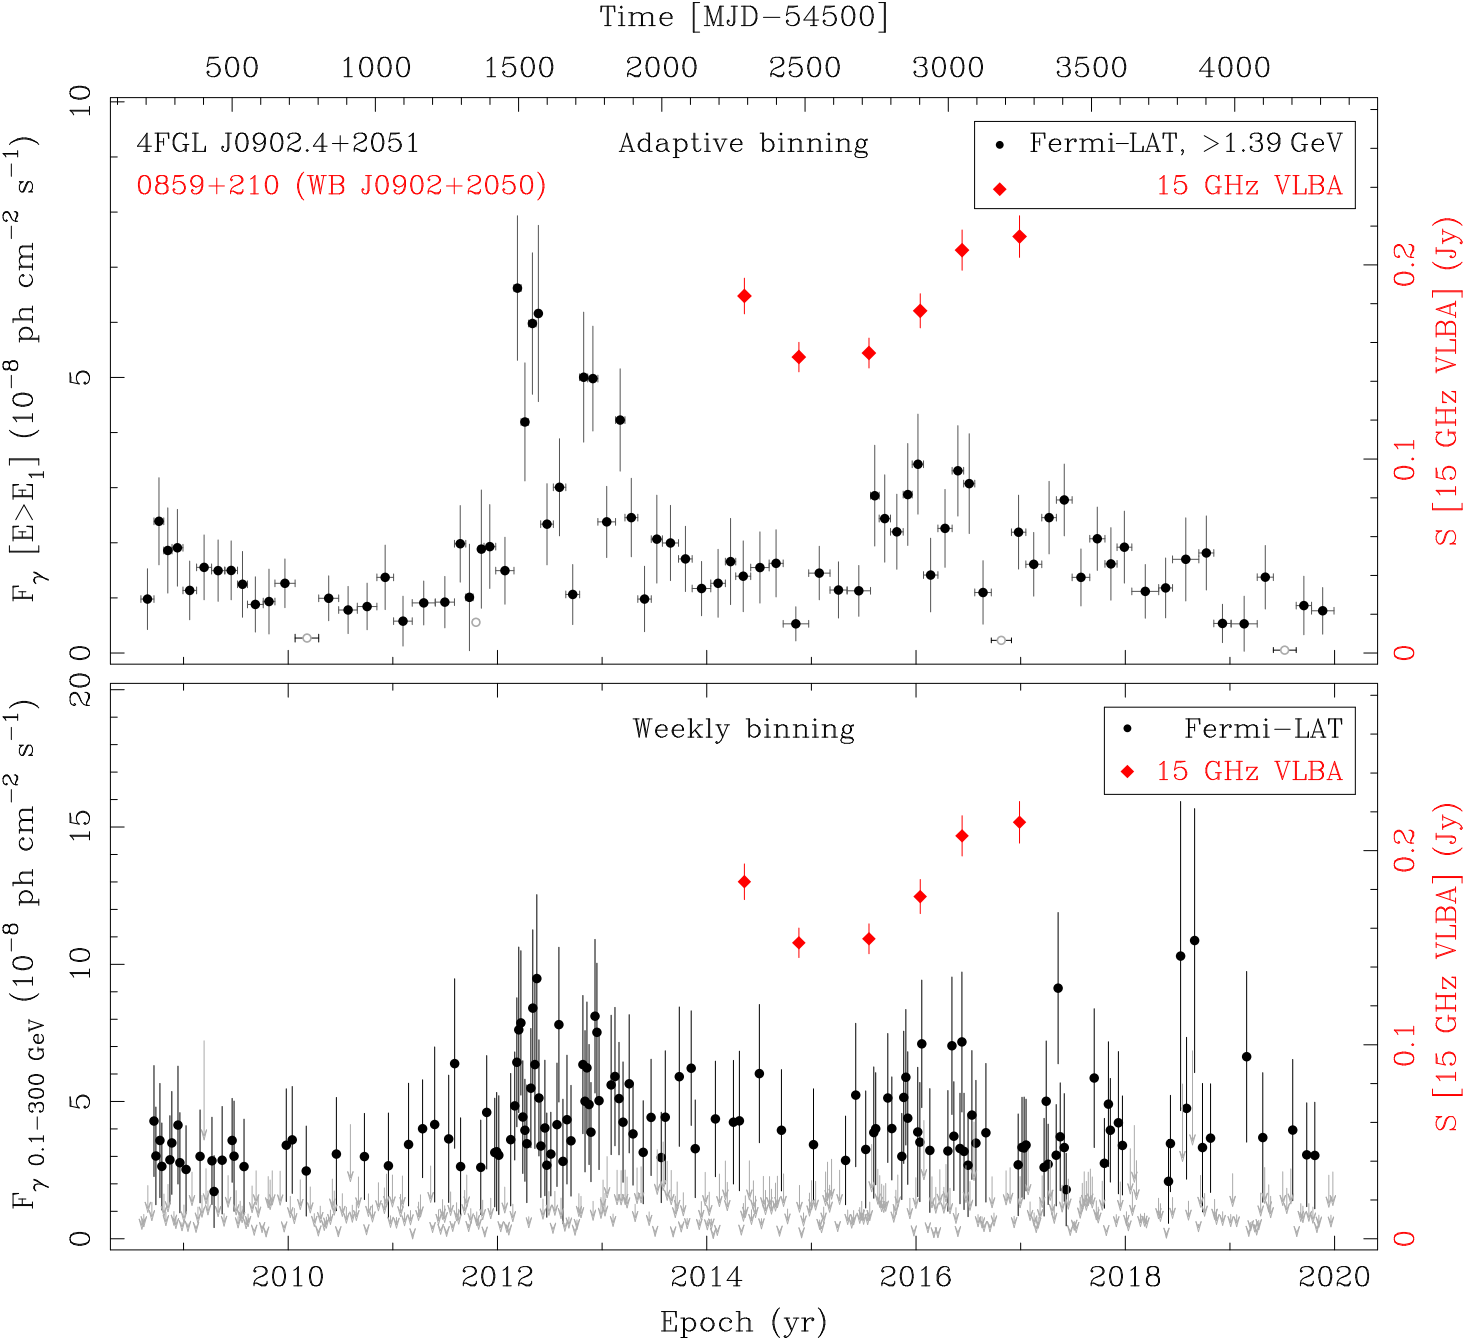 Time [MJD−54500]
500 1000 1500 2000 2500 3000 3500 4000
4FGL J0902.4+2051
0859+210 (WB J0902+2050)
Adaptive binning
Fermi−LAT, >1.39 GeV
15 GHz VLBA
10
5
0
F γ [E>E1] (10−8 ph cm−2 s−1)
0.2
0.1
0
S [15 GHz VLBA] (Jy)
Weekly binning
Fermi−LAT
15 GHz VLBA
20
15
10
5
0
F γ 0.1−300 GeV (10−8 ph cm−2 s−1)
0.2
0.1
0
S [15 GHz VLBA] (Jy)
2010 2012 2014 2016 2018 2020
Epoch (yr)